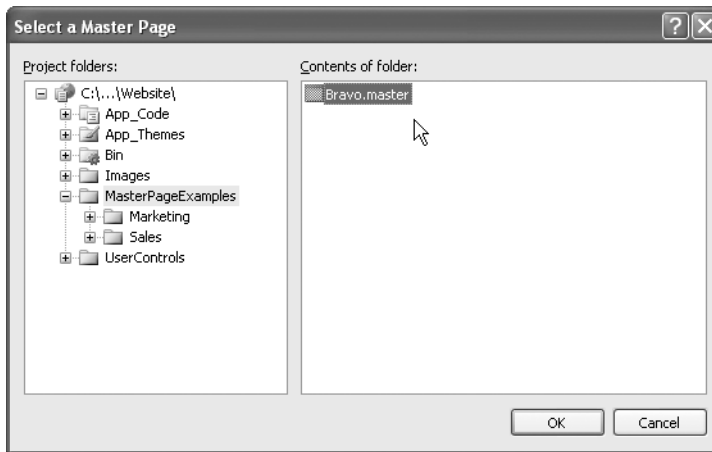 Select a Master Page
Project folders:
C:\...\Website\
App_Code
App_Themes
Bin
Images
MasterPageExamples
Marketing
Sales
UserControls
Contents of folder:
Bravo.master
OK
Cancel